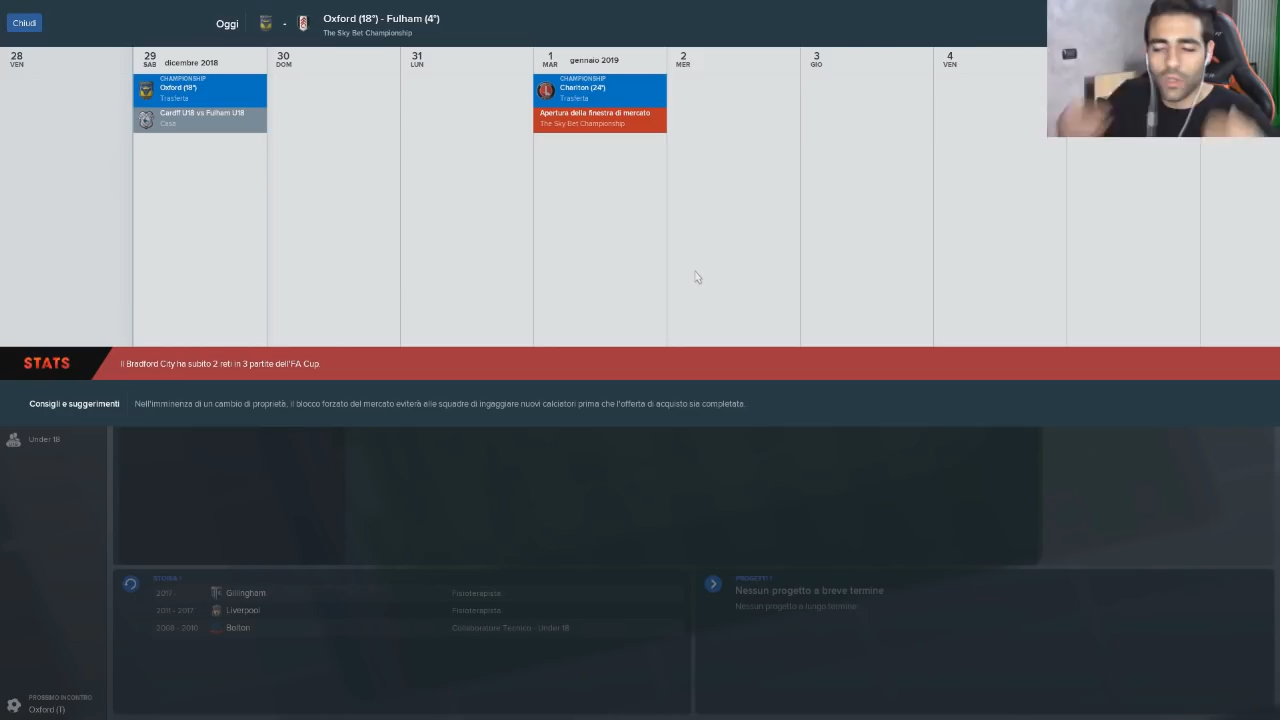 Chiudi
Oggi
-
Oxford (18°) - Fulham (4°)
The Sky Bet Championship
28
VEN
29
SAB
dicembre 2018
30
DOM
31
LUN
1
MAR
gennaio 2019
2
MER
3
GIO
4
VEN
CHAMPIONSHIP
Oxford (18°)
Trasferta
Cardiff U18 vs Fulham U18
Casa
CHAMPIONSHIP
Charlton (24°)
Trasferta
Apertura della finestra di mercato
The Sky Bet Championship
STATS
Il Bradford City ha subito 2 reti in 3 partite dell'FA Cup.
Consigli e suggerimenti
Nell'imminenza di un cambio di proprietà, il blocco forzato del mercato eviterà alle squadre di ingaggiare nuovi calciatori prima che l'offerta di acquisto sia completata.
Under 18
2017 - Gillingham Fisioterapista
2011 - 2017 Liverpool Fisioterapista
2009 - 2010 Bolton Collaboratore Tecnico - Under 18
Nessun progetto a breve termine
Nessun progetto a lungo termine
PROSSIMO INCONTRO
Oxford (T)